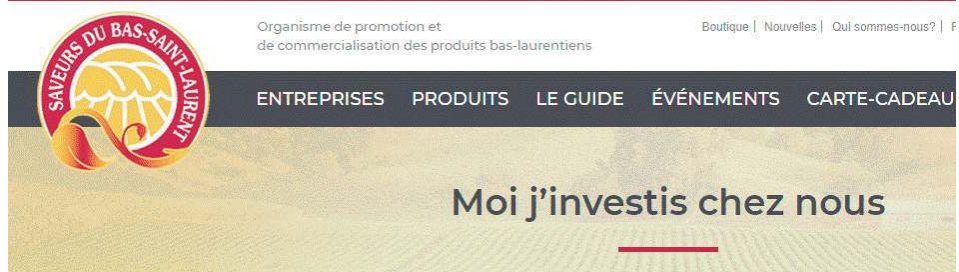 SAVEURS DU BAS-SAINT-LAURENT
Organisme de promotion et
de commercialisation des produits bas-laurentiens
Boutique | Nouvelles | Qui sommes-nous? |
ENTREPRISES PRODUITS LE GUIDE ÉVÉNEMENTS CARTE-CADEAU
Moi j'investis chez nous